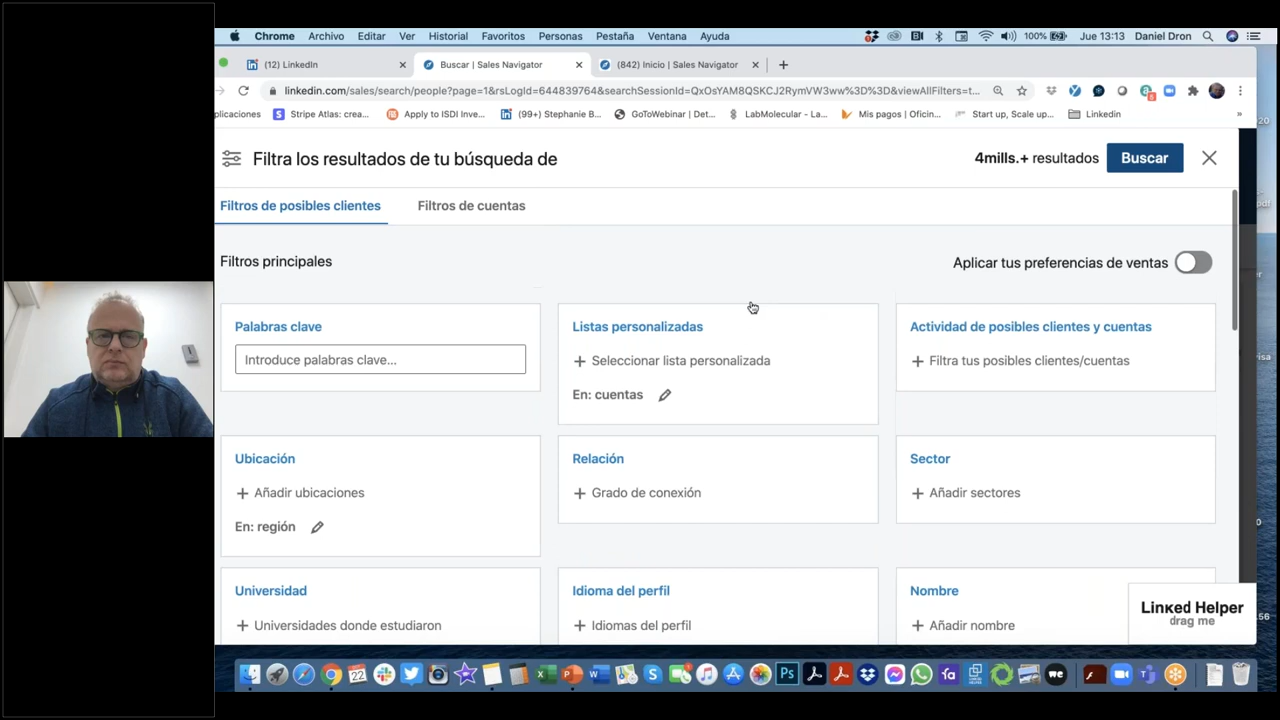 Chrome Archivo Editar Ver Historial Favoritos Personas Pestaña Ventana Ayuda 100% Jue 13:13 Daniel Dron
(12) LinkedIn Buscar | Sales Navigator (842) Inicio | Sales Navigator
linkedin.com/sales/search/people?page=1&rsLogId=644839764&searchSessionId=QxOsYAM8QSKCJ2RymVW3ww%3D%3D&viewAllFilters=t...
plicaciones Stripe Atlas: crea... Apply to ISDI Inve... (99+) Stephanie B... GoToWebinar | Det... LabMolecular - La... Mis pagos | Oficin... Start up, Scale up... Linkedin »
Filtra los resultados de tu búsqueda de 4mills.+ resultados Buscar
Filtros de posibles clientes Filtros de cuentas
Filtros principales Aplicar tus preferencias de ventas
Palabras clave Listas personalizadas Actividad de posibles clientes y cuentas
Introduce palabras clave... + Seleccionar lista personalizada + Filtra tus posibles clientes/cuentas
En: cuentas
Ubicación Relación Sector
+ Añadir ubicaciones + Grado de conexión + Añadir sectores
En: región
Universidad Idioma del perfil Nombre
+ Universidades donde estudiaron + Idiomas del perfil + Añadir nombre
Linked Helper
drag me